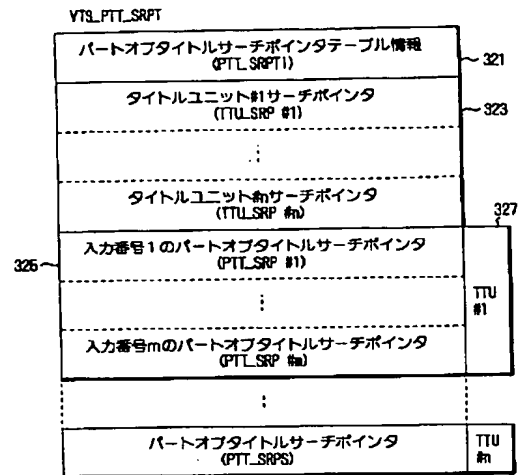 VTS_PTT_SRPT
パートオブタイトルサーチポインタテーブル情報
(PTT_SRPTI)
321
タイトルユニット#1サーチポインタ
(TTU_SRP #1)
323
タイトルユニット#nサーチポインタ
(TTU_SRP #n)
327
325
入力番号1のパートオブタイトルサーチポインタ
(PTT_SRP #1)
TTU
#1
入力番号mのパートオブタイトルサーチポインタ
(PTT_SRP #m)
パートオブタイトルサーチポインタ
(PTT_SRPS)
TTU
#n